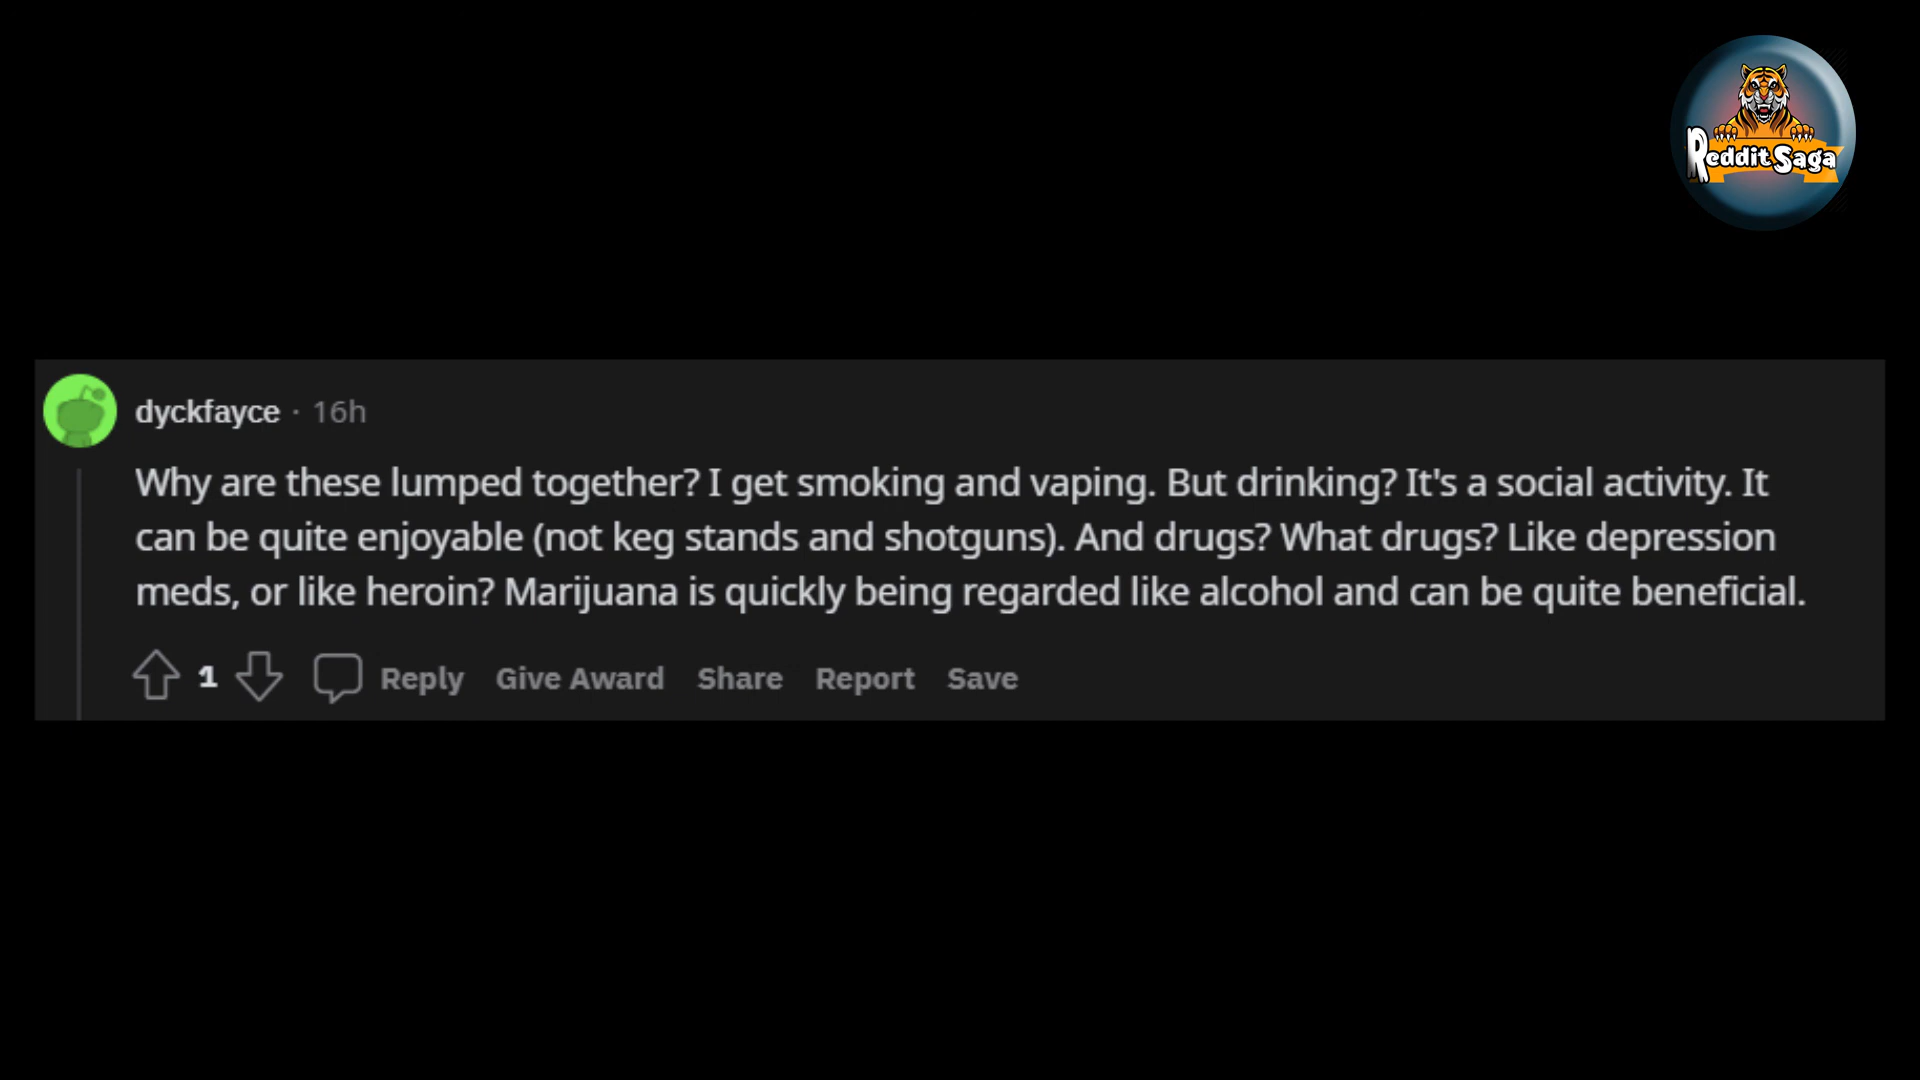 Reddit Saga
dyckfayce · 16h
Why are these lumped together? I get smoking and vaping. But drinking? It's a social activity. It
can be quite enjoyable (not keg stands and shotguns). And drugs? What drugs? Like depression
meds, or like heroin? Marijuana is quickly being regarded like alcohol and can be quite beneficial.
1 Reply Give Award Share Report Save